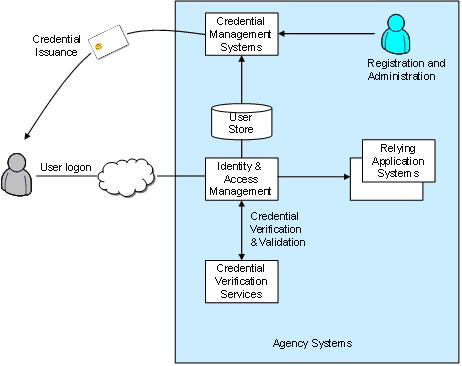 Credential
Issuance
Credential
Management
Systems
Registration and
Administration
User
Store
User logon
Identity &
Access
Management
Relying
Application
Systems
Credential
Verification
& Validation
Credential
Verification
Services
Agency Systems